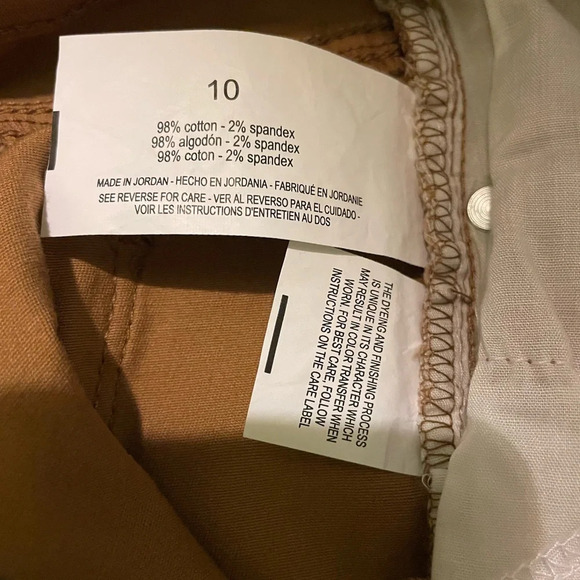 10
98% cotton - 2% spandex
98% algodón - 2% spandex
98% coton - 2% spandex
MADE IN JORDAN - HECHO EN JORDANIA - FABRIQUÉ EN JORDANIE
SEE REVERSE FOR CARE - VER AL REVERSO PARA EL CUIDADO -
VOIR LES INSTRUCTIONS D'ENTRETIEN AU DOS
THE DYEING AND FINISHING PROCESS
IS UNIQUE IN ITS CHARACTER WHICH
MAY RESULT IN COLOR TRANSFER WHEN
WORN. FOR BEST CARE, FOLLOW
INSTRUCTIONS ON THE CARE LABEL